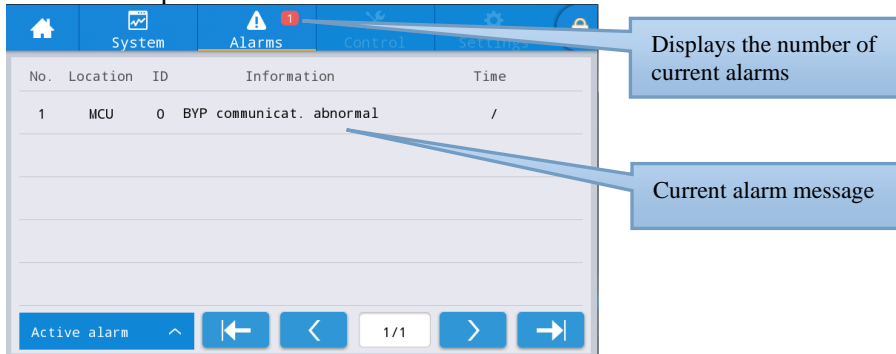 1
System Alarms Control Settings
Displays the number of
current alarms
No. Location ID Information Time
1 MCU 0 BYP communicat. abnormal /
Current alarm message
Active alarm 1/1